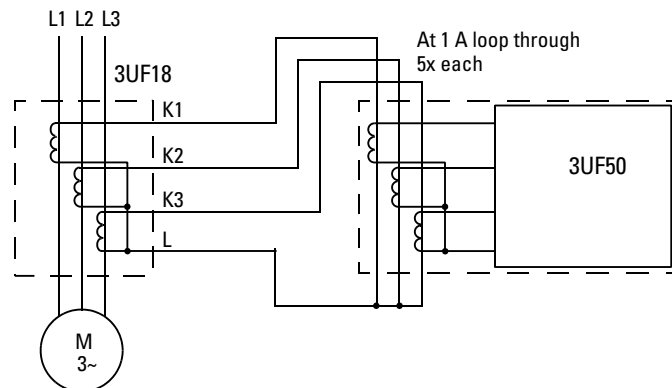 L1 L2 L3
At 1 A loop through
5x each
3UF18
K1
K2
3UF50
K3
L
M
3~